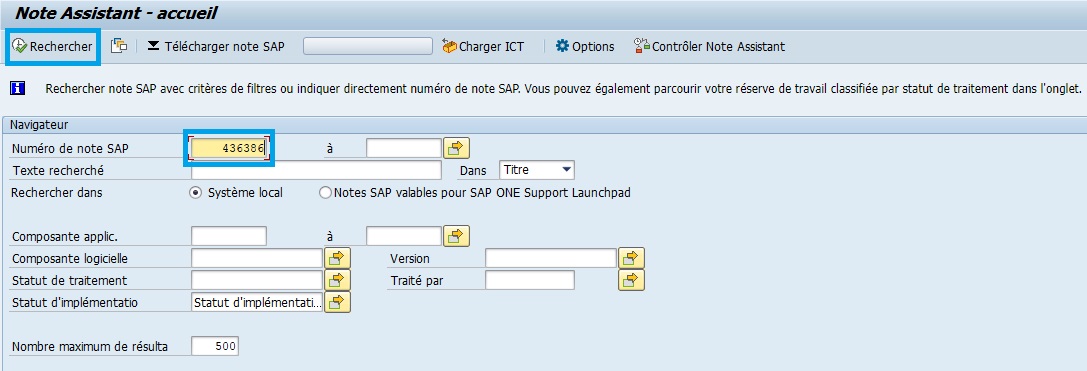 Note Assistant - accueil
Rechercher Télécharger note SAP Charger ICT Options Contrôler Note Assistant
Rechercher note SAP avec critères de filtres ou indiquer directement numéro de note SAP. Vous pouvez également parcourir votre réserve de travail classifiée par statut de traitement dans l'onglet.
Navigateur
Numéro de note SAP 436386 à
Texte recherché Dans Titre
Rechercher dans Système local Notes SAP valables pour SAP ONE Support Launchpad
Composante applic. à
Composante logicielle Version
Statut de traitement Traité par
Statut d'implémentatio Statut d'implémentati...
Nombre maximum de résulta 500